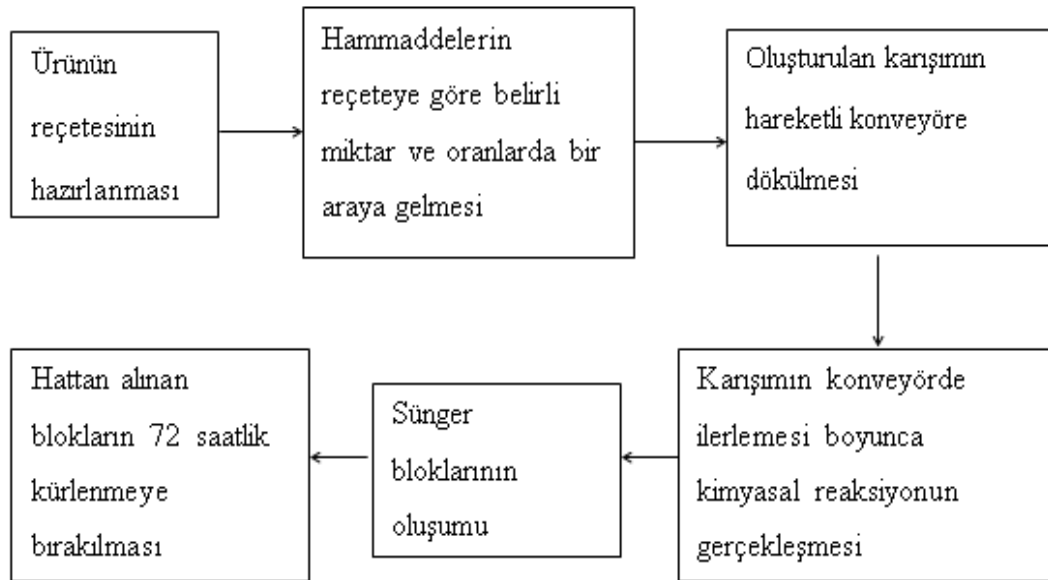 Ürünün
reçetesinin
hazırlanması
Hammaddelerin
reçeteye göre belirli
miktar ve oranlarda bir
araya gelmesi
Oluşturulan karışımın
hareketli konveyöre
dökülmesi
Karışımın konveyörde
ilerlemesi boyunca
kimyasal reaksiyonun
gerçekleşmesi
Sünger
bloklarının
oluşumu
Hattan alınan
blokların 72 saatlik
kürlenmeye
bırakılması